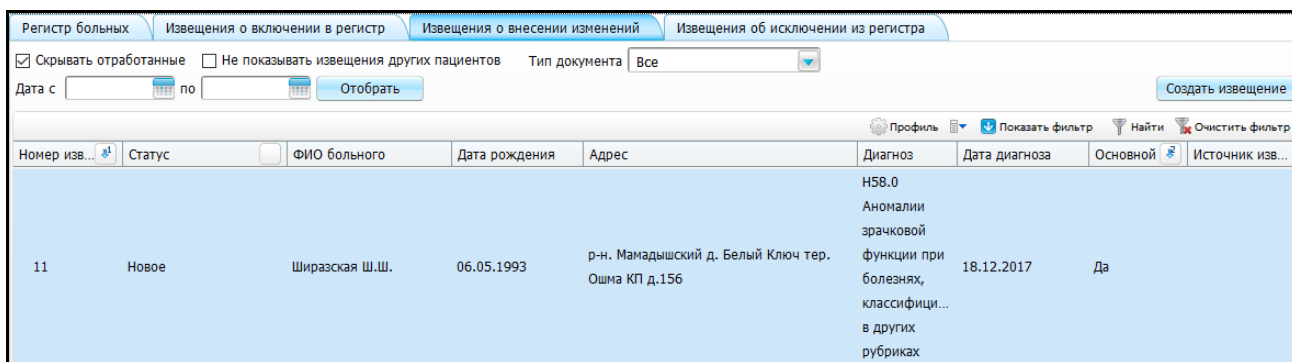 Регистр больных Извещения о включении в регистр Извещения о внесении изменений Извещения об исключении из регистра
Скрывать отработанные Не показывать извещения других пациентов Тип документа Все
Дата с по Отобрать Создать извещение
Профиль Показать фильтр Найти Очистить фильтр
Номер изв... 1 Статус ФИО больного Дата рождения Адрес Диагноз Дата диагноза Основной 2 Источник изв...
11 Новое Ширазская Ш.Ш. 06.05.1993
р-н. Мамадышский д. Белый Ключ тер.
Ошма КП д.156
H58.0
Аномалии
зрачковой
функции при
болезнях,
классифици...
в других
рубриках
18.12.2017 Да